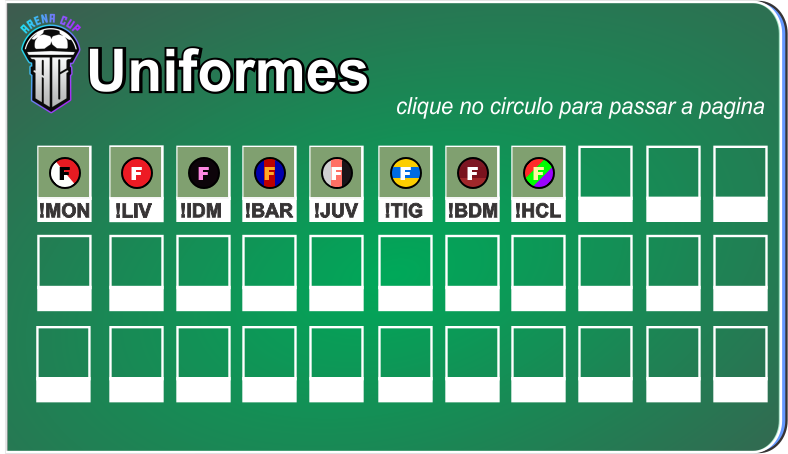 ARENA CUP
Uniformes
clique no circulo para passar a pagina
F F F F F F F F
!MON !LIV !IDM !BAR !JUV !TIG !BDM !HCL